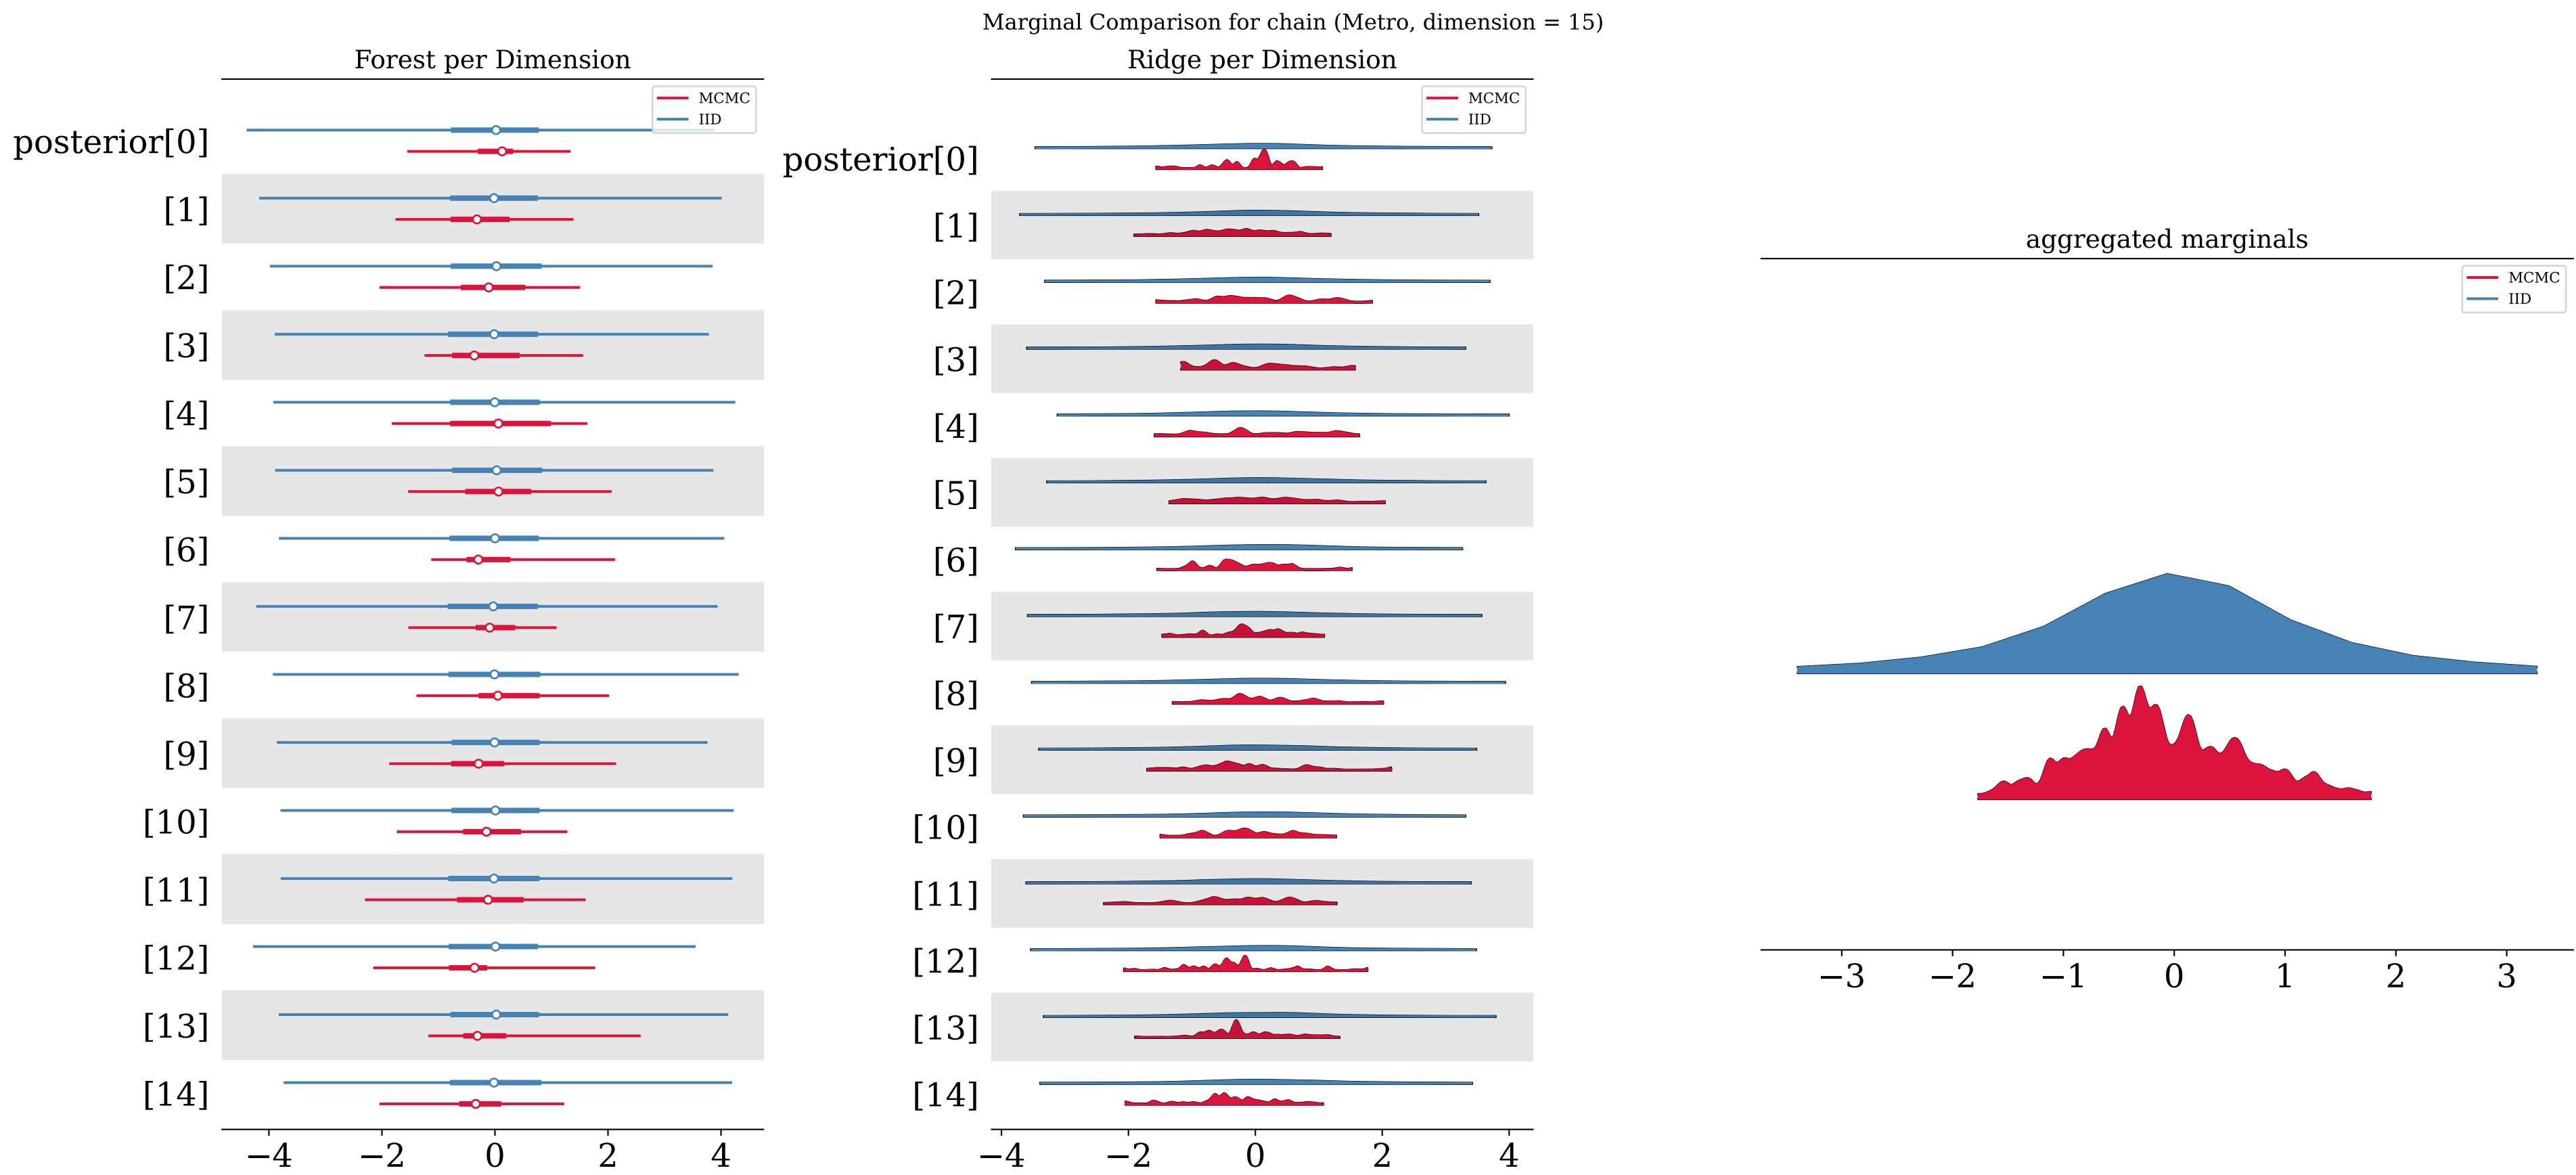 Marginal Comparison for chain (Metro, dimension = 15)
Forest per Dimension
MCMC
IID
posterior[0]
[1]
[2]
[3]
[4]
[5]
[6]
[7]
[8]
[9]
[10]
[11]
[12]
[13]
[14]
−4 −2 0 2 4
Ridge per Dimension
MCMC
IID
posterior[0]
[1]
[2]
[3]
[4]
[5]
[6]
[7]
[8]
[9]
[10]
[11]
[12]
[13]
[14]
−4 −2 0 2 4
aggregated marginals
MCMC
IID
−3 −2 −1 0 1 2 3